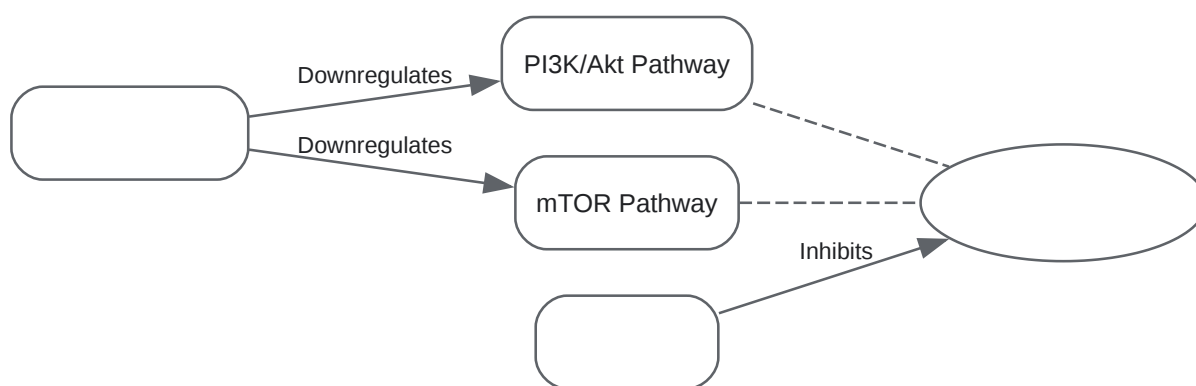 PI3K/Akt Pathway
Downregulates
Downregulates
mTOR Pathway
Inhibits